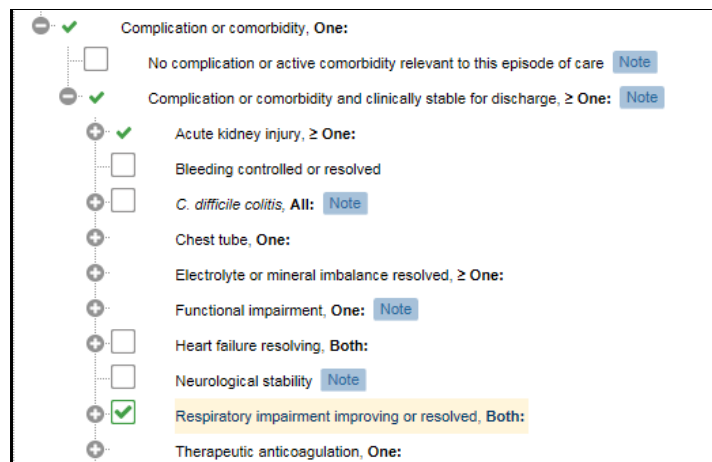 Complication or comorbidity, One:
No complication or active comorbidity relevant to this episode of care Note
Complication or comorbidity and clinically stable for discharge, ≥ One: Note
Acute kidney injury, ≥ One:
Bleeding controlled or resolved
C. difficile colitis, All: Note
Chest tube, One:
Electrolyte or mineral imbalance resolved, ≥ One:
Functional impairment, One: Note
Heart failure resolving, Both:
Neurological stability Note
Respiratory impairment improving or resolved, Both:
Therapeutic anticoagulation, One: